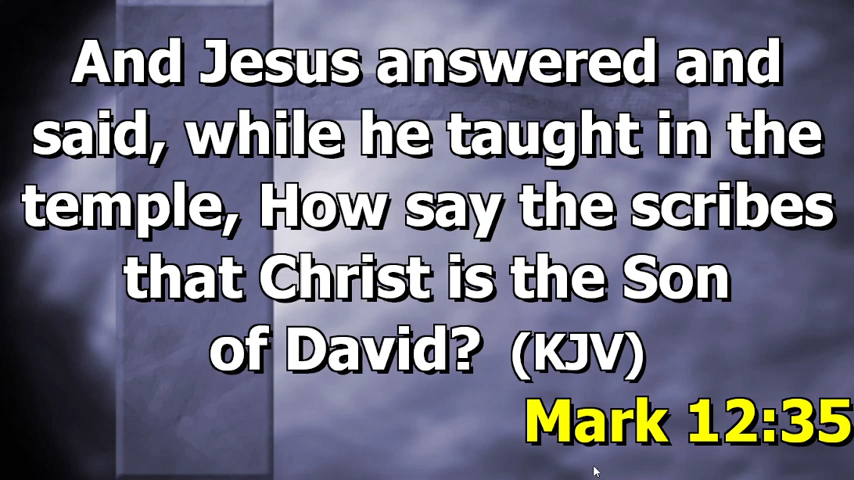 And Jesus answered and
said, while he taught in the
temple, How say the scribes
that Christ is the Son
of David? (KJV)
Mark 12:35